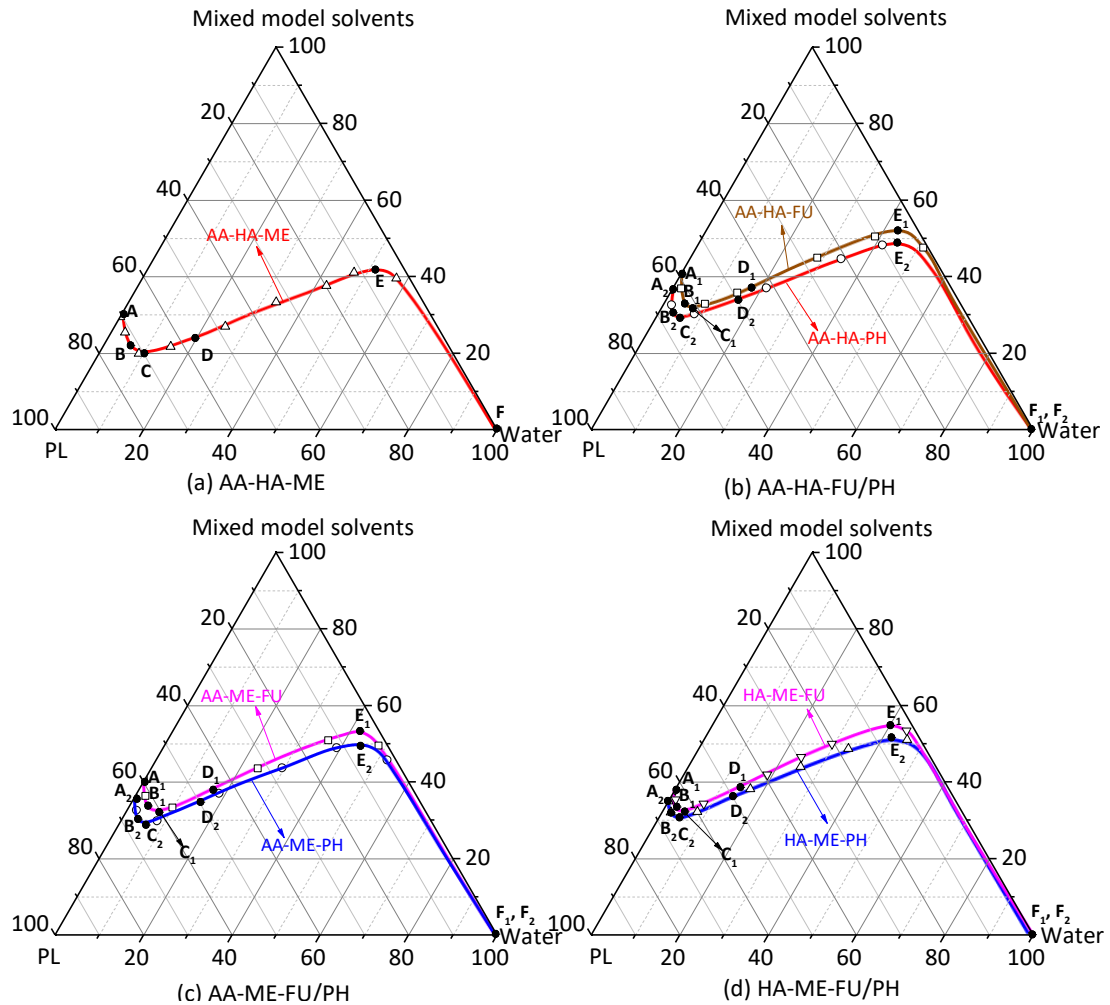 Mixed model solvents
100
20
80
40
60
AA-HA-ME
60
40
A
E
B
C
D
80
20
100
F
Water
PL
20
40
60
80
100
(a) AA-HA-ME
Mixed model solvents
100
20
80
40
60
AA-HA-FU
E₁
E₂
60
40
A₁
A₂
D₁
B₁
D₂
B₂
C₂
C₁
AA-HA-PH
80
20
100
F₁, F₂
Water
PL
20
40
60
80
100
(b) AA-HA-FU/PH
Mixed model solvents
100
20
80
40
60
AA-ME-FU
E₁
E₂
60
40
A₁
A₂
D₁
B₁
D₂
B₂
C₂
C₁
AA-ME-PH
80
20
100
F₁, F₂
Water
PL
20
40
60
80
100
(c) AA-ME-FU/PH
Mixed model solvents
100
20
80
40
60
HA-ME-FU
E₁
E₂
60
40
A₁
A₂
D₁
B₁
D₂
B₂
C₂
C₁
HA-ME-PH
80
20
100
F₁, F₂
Water
PL
20
40
60
80
100
(d) HA-ME-FU/PH